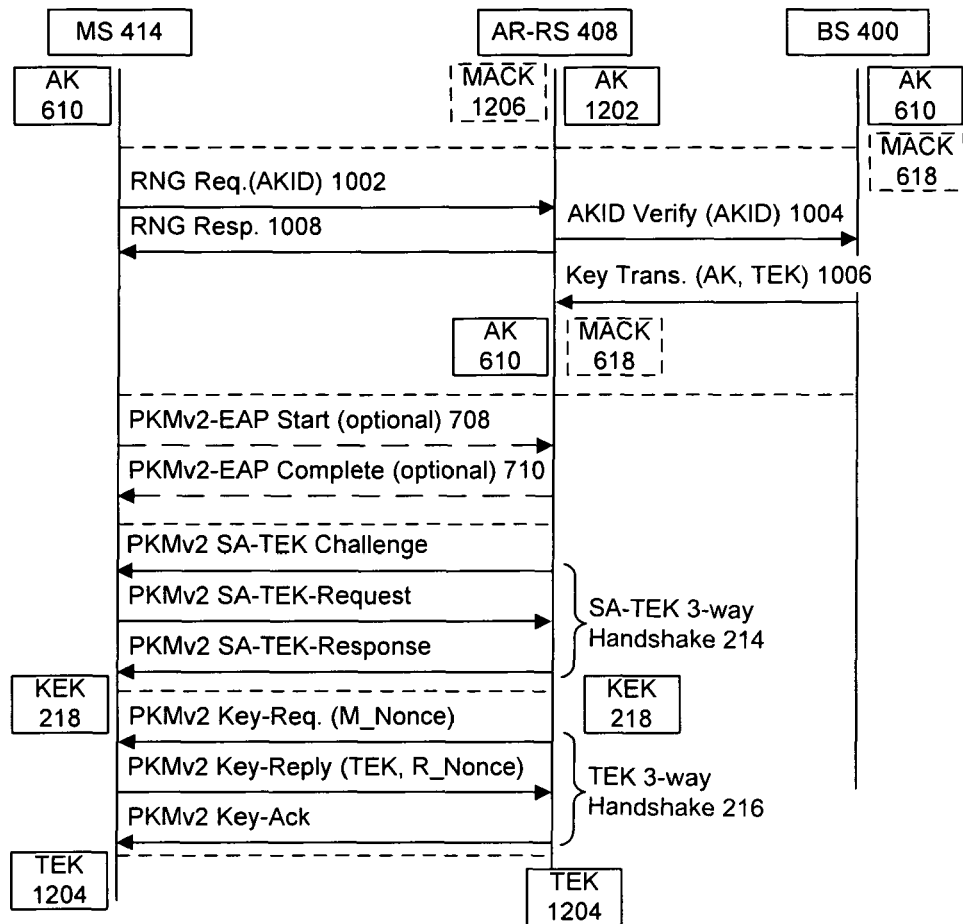 MS 414
AR-RS 408
BS 400
AK
610
MACK
1206
AK
1202
AK
610
MACK
618
RNG Req.(AKID) 1002
AKID Verify (AKID) 1004
RNG Resp. 1008
Key Trans. (AK, TEK) 1006
AK
610
MACK
618
PKMv2-EAP Start (optional) 708
PKMv2-EAP Complete (optional) 710
PKMv2 SA-TEK Challenge
PKMv2 SA-TEK-Request
SA-TEK 3-way
Handshake 214
PKMv2 SA-TEK-Response
KEK
218
KEK
218
PKMv2 Key-Req. (M_Nonce)
PKMv2 Key-Reply (TEK, R_Nonce)
TEK 3-way
Handshake 216
PKMv2 Key-Ack
TEK
1204
TEK
1204